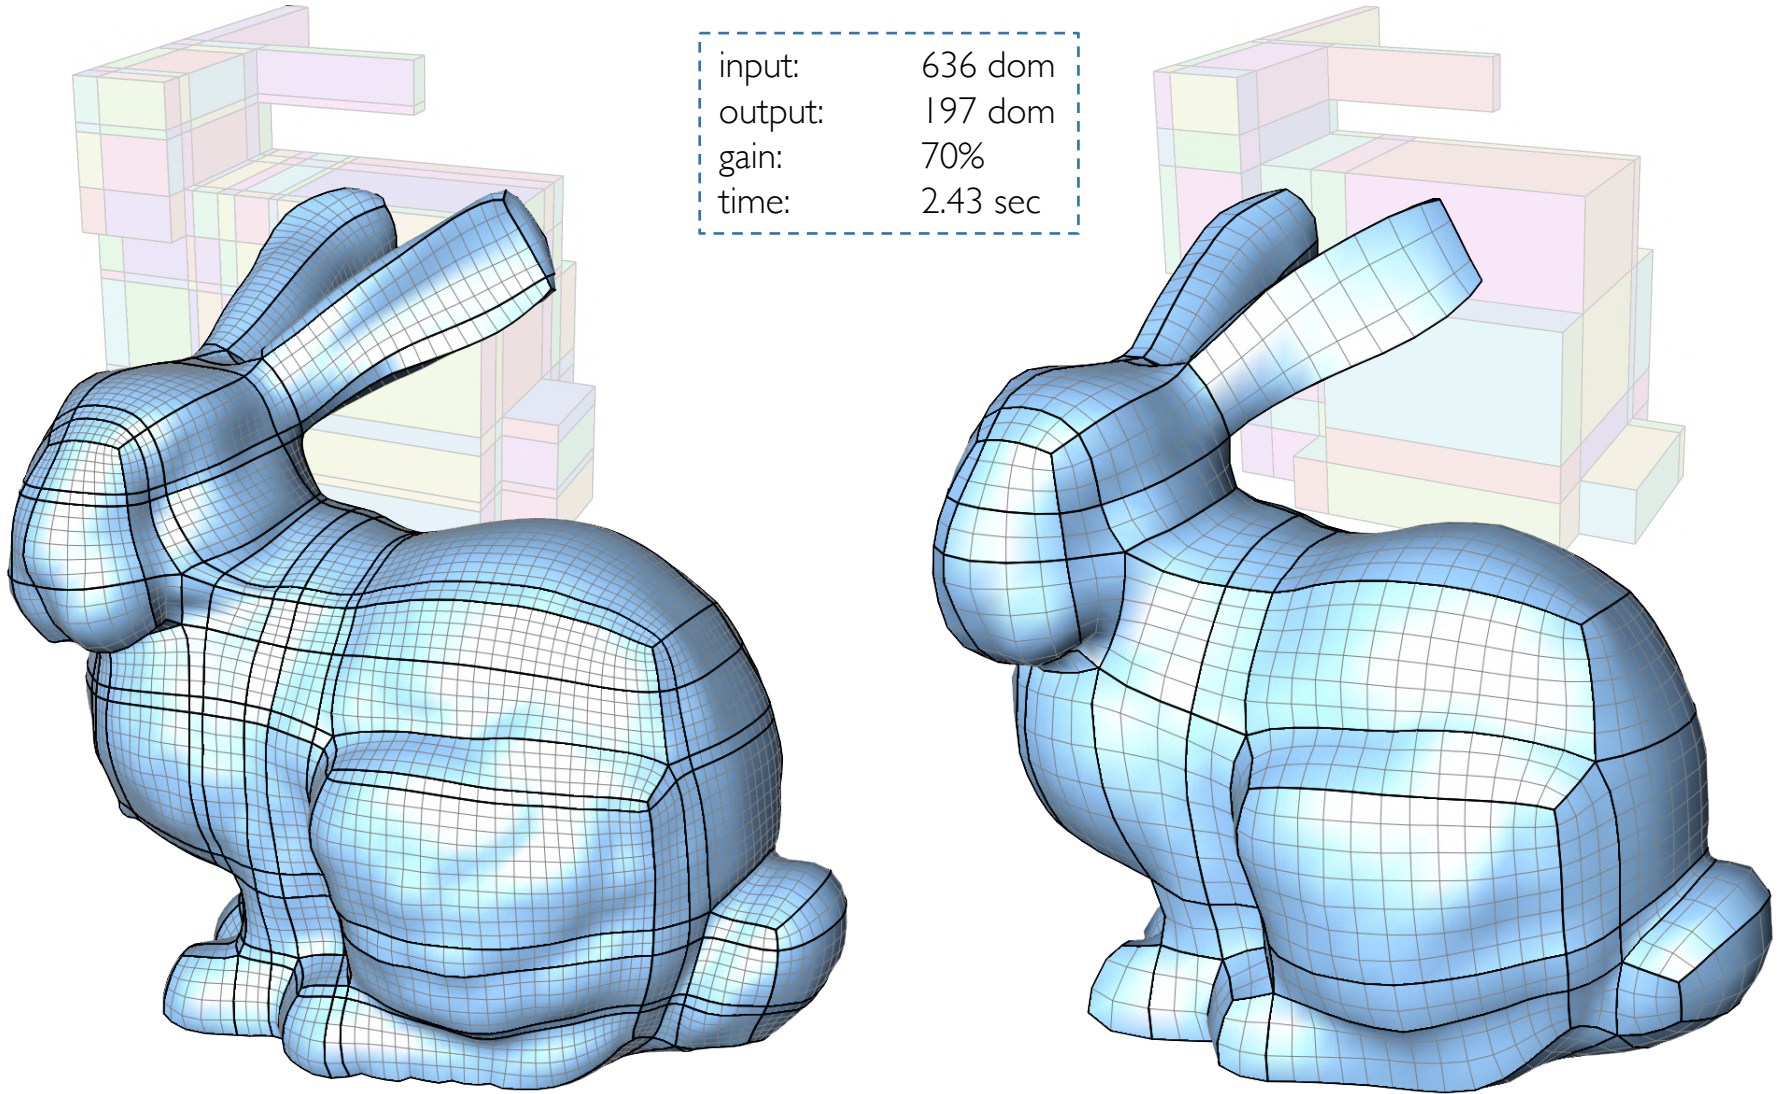 input: 636 dom
output: 197 dom
gain: 70%
time: 2.43 sec